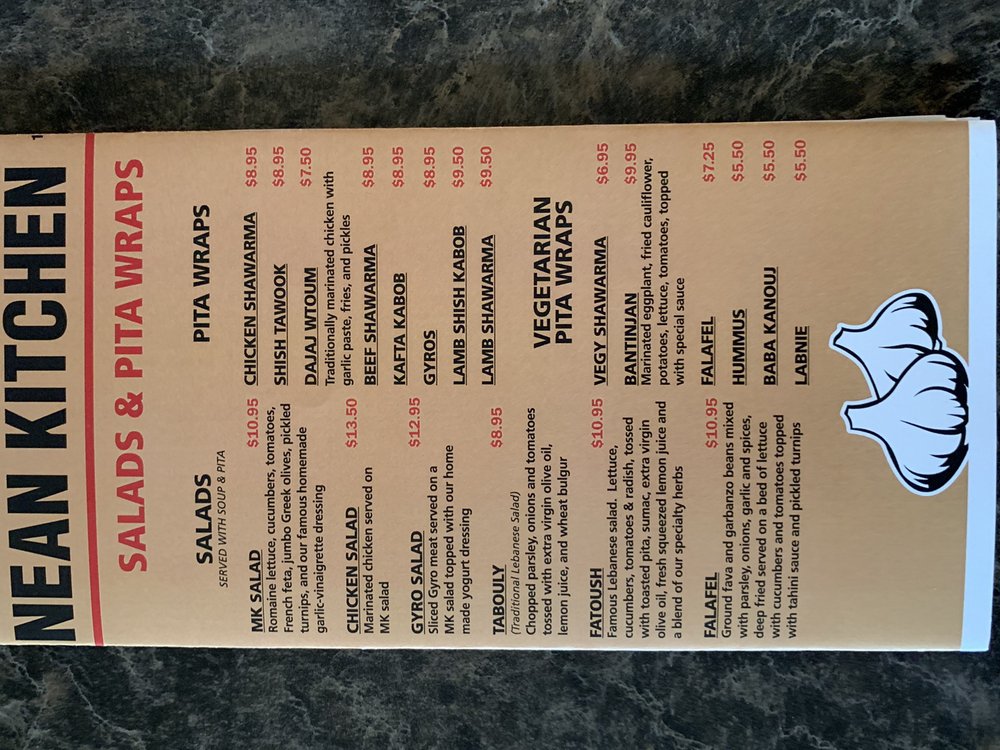 NEAN KITCHEN
SALADS & PITA WRAPS
SALADS
SERVED WITH SOUP & PITA
MK SALAD $10.95
Romaine lettuce, cucumbers, tomatoes,
French feta, jumbo Greek olives, pickled
turnips, and our famous homemade
garlic-vinaigrette dressing
CHICKEN SALAD $13.50
Marinated chicken served on
MK salad
GYRO SALAD $12.95
Sliced Gyro meat served on a
MK salad topped with our home
made yogurt dressing
TABOULY $8.95
(Traditional Lebanese Salad)
Chopped parsley, onions and tomatoes
tossed with extra virgin olive oil,
lemon juice, and wheat bulgur
FATOUSH $10.95
Famous Lebanese salad. Lettuce,
cucumbers, tomatoes & radish, tossed
with toasted pita, sumac, extra virgin
olive oil, fresh squeezed lemon juice and
a blend of our specialty herbs
FALAFEL $10.95
Ground fava and garbanzo beans mixed
with parsley, onions, garlic and spices,
deep fried served on a bed of lettuce
with cucumbers and tomatoes topped
with tahini sauce and pickled turnips
PITA WRAPS
CHICKEN SHAWARMA $8.95
SHISH TAWOOK $8.95
DAJAJ WTOUM $7.50
Traditionally marinated chicken with
garlic paste, fries, and pickles
BEEF SHAWARMA $8.95
KAFTA KABOB $8.95
GYROS $8.95
LAMB SHISH KABOB $9.50
LAMB SHAWARMA $9.50
VEGETARIAN
PITA WRAPS
VEGY SHAWARMA $6.95
BANTINJAN $9.95
Marinated eggplant, fried cauliflower,
potatoes, lettuce, tomatoes, topped
with special sauce
FALAFEL $7.25
HUMMUS $5.50
BABA KANOUJ $5.50
LABNIE $5.50